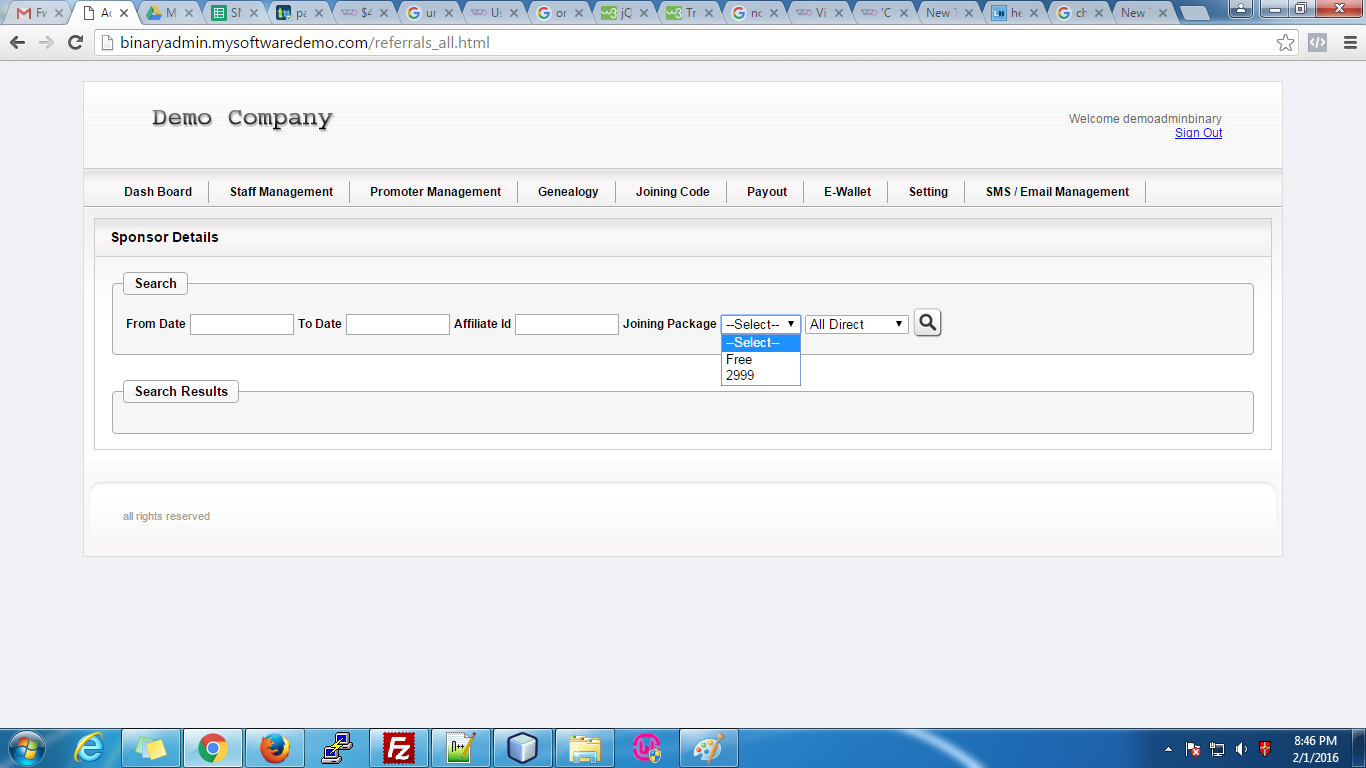 Fw Ac M SN pa $4 ur Us or jQ Tr nc Vi 'C New T he ch New
binaryadmin.mysoftwaredemo.com/referrals_all.html
Demo Company
Welcome demoadminbinary
Sign Out
Dash Board Staff Management Promoter Management Genealogy Joining Code Payout E-Wallet Setting SMS / Email Management
Sponsor Details
Search
From Date To Date Affiliate Id Joining Package --Select-- All Direct
--Select--
Free
2999
Search Results
all rights reserved
8:46 PM
2/1/2016